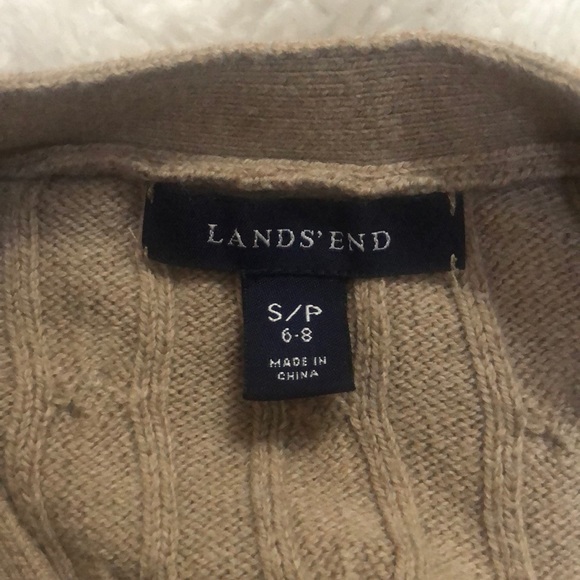 LANDS' END
S/P
6-8
MADE IN
CHINA